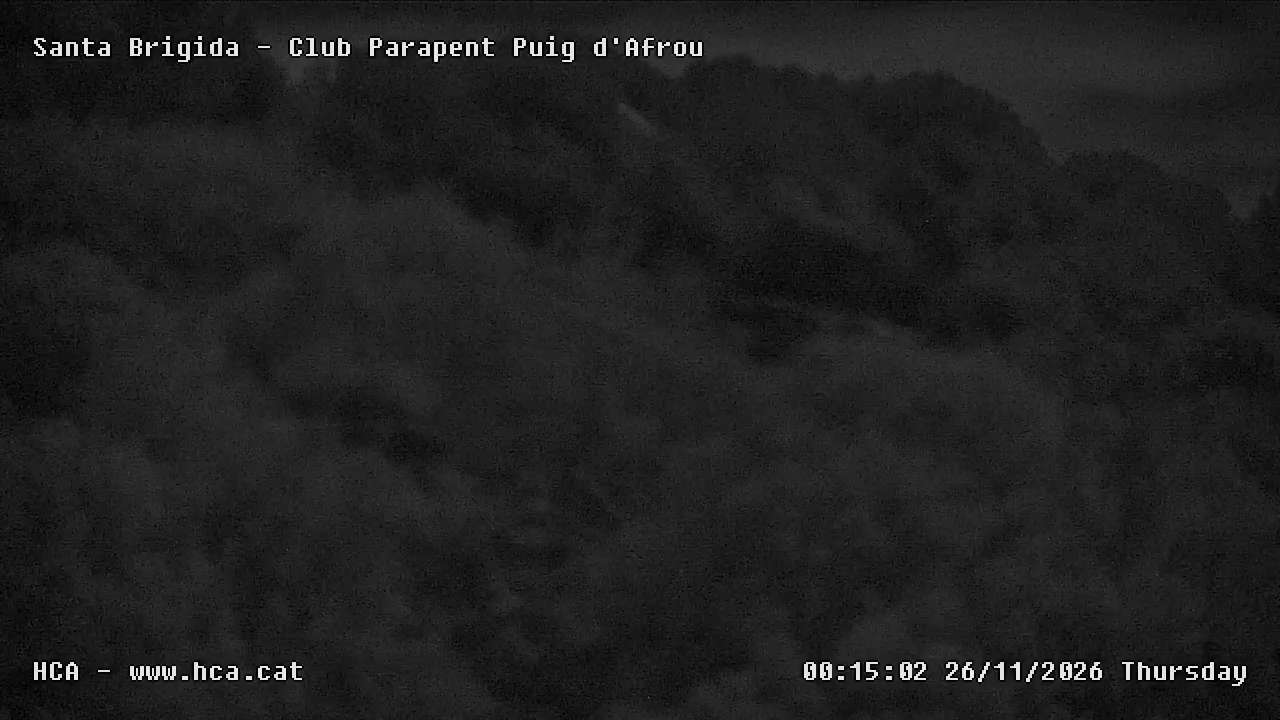 Santa Brigida - Club Parapent Puig d'Afrou
HCA - www.hca.cat
00:15:02 26/11/2026 Thursday